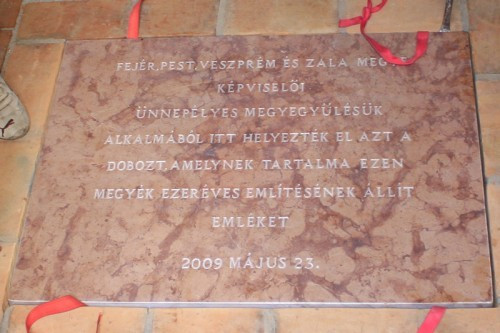 FEJÉR, PEST, VESZPRÉM ÉS ZALA MEGYE
KÉPVISELŐI
ÜNNEPÉLYES MEGYEGYŰLÉSÜK
ALKALMÁBÓL ITT HELYEZTÉK EL AZT A
DOBOZT, AMELYNEK TARTALMA EZEN
MEGYÉK EZERÉVES EMLÍTÉSÉNEK ÁLLÍT
EMLÉKET
2009 MÁJUS 23.